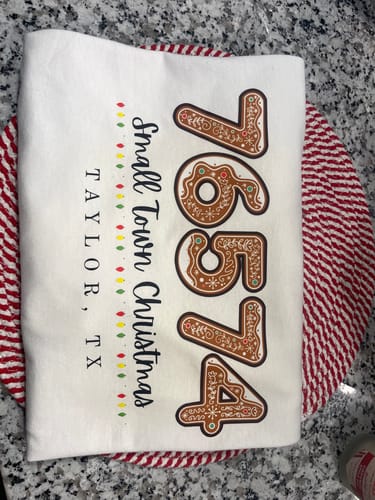 76574
Small Town Christmas
TAYLOR, TX